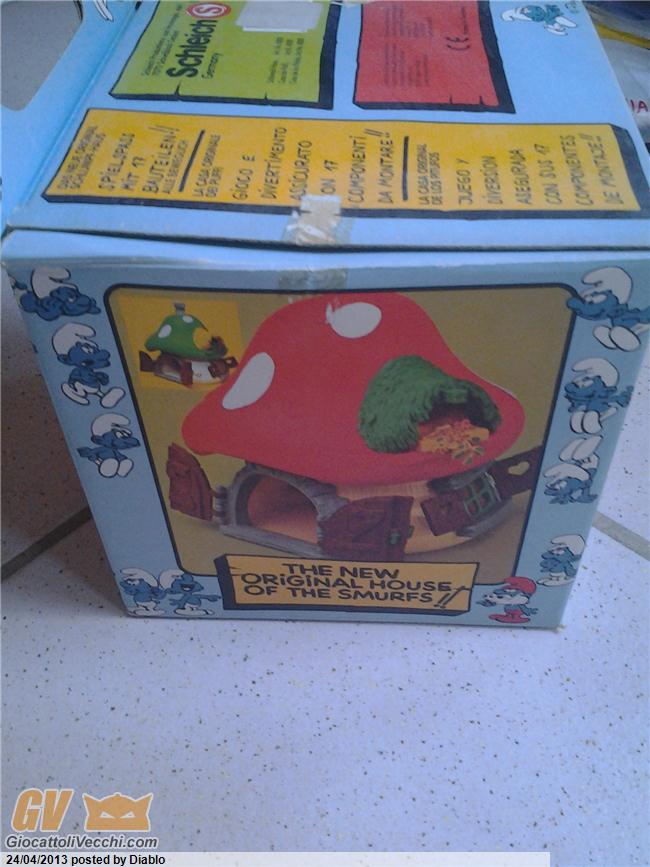 Schleich S
Germany
CE
DAS NEUE ORIGINAL
SCHLUMPF-HAUS
SPIELSPASS
MIT 17
BAUTEILEN!!
LA CASA ORIGINALE
DEI PUFFI
GIOCO E
DIVERTIMENTO
ASSICURATO
ON 17
COMPONENTI
DA MONTARE!!
LA CASA ORIGINAL
DE LOS PITUFOS
JUEGO Y
DIVERSION
ASEGURADA
CON SUS 17
COMPONENTES
DE MONTAJE!!
THE NEW
ORIGINAL HOUSE
OF THE SMURFS!!
GV
GiocattoliVecchi.com
24/04/2013 posted by Diablo